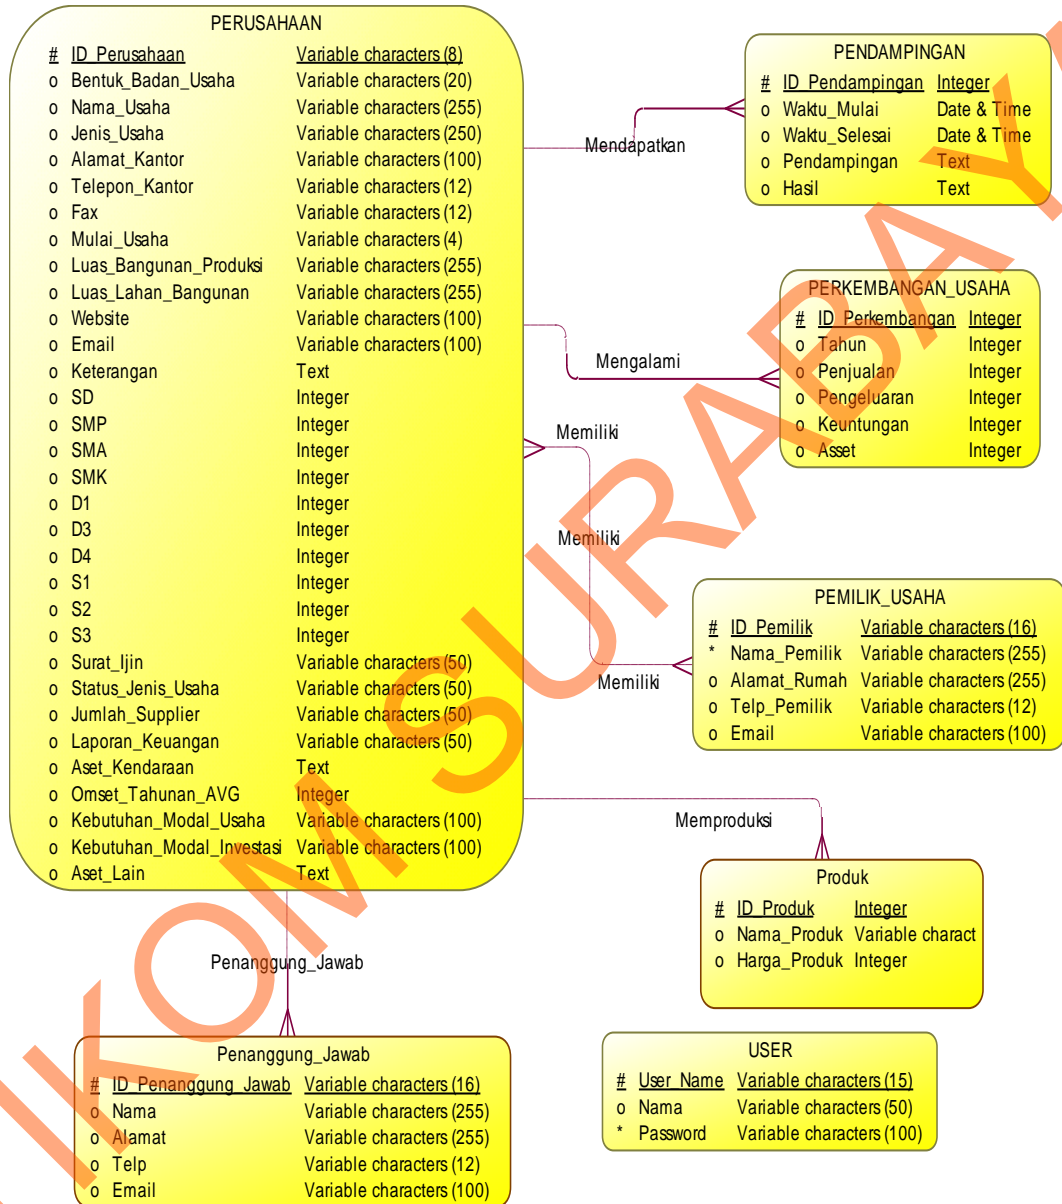 PERUSAHAAN
# ID_Perusahaan Variable characters (8)
o Bentuk_Badan_Usaha Variable characters (20)
o Nama_Usaha Variable characters (255)
o Jenis_Usaha Variable characters (250)
o Alamat_Kantor Variable characters (100)
o Telepon_Kantor Variable characters (12)
o Fax Variable characters (12)
o Mulai_Usaha Variable characters (4)
o Luas_Bangunan_Produksi Variable characters (255)
o Luas_Lahan_Bangunan Variable characters (255)
o Website Variable characters (100)
o Email Variable characters (100)
o Keterangan Text
o SD Integer
o SMP Integer
o SMA Integer
o SMK Integer
o D1 Integer
o D3 Integer
o D4 Integer
o S1 Integer
o S2 Integer
o S3 Integer
o Surat_Ijin Variable characters (50)
o Status_Jenis_Usaha Variable characters (50)
o Jumlah_Supplier Variable characters (50)
o Laporan_Keuangan Variable characters (50)
o Aset_Kendaraan Text
o Omset_Tahunan_AVG Integer
o Kebutuhan_Modal_Usaha Variable characters (100)
o Kebutuhan_Modal_Investasi Variable characters (100)
o Aset_Lain Text
Mendapatkan
PENDAMPINGAN
# ID_Pendampingan Integer
o Waktu_Mulai Date & Time
o Waktu_Selesai Date & Time
o Pendampingan Text
o Hasil Text
Mengalami
PERKEMBANGAN_USAHA
# ID_Perkembangan Integer
o Tahun Integer
o Penjualan Integer
o Pengeluaran Integer
o Keuntungan Integer
o Asset Integer
Memiliki
Memiliki
Memiliki
PEMILIK_USAHA
# ID_Pemilik Variable characters (16)
* Nama_Pemilik Variable characters (255)
o Alamat_Rumah Variable characters (255)
o Telp_Pemilik Variable characters (12)
o Email Variable characters (100)
Memproduksi
Produk
# ID_Produk Integer
o Nama_Produk Variable charact
o Harga_Produk Integer
Penanggung_Jawab
Penanggung_Jawab
# ID_Penanggung_Jawab Variable characters (16)
o Nama Variable characters (255)
o Alamat Variable characters (255)
o Telp Variable characters (12)
o Email Variable characters (100)
USER
# User_Name Variable characters (15)
o Nama Variable characters (50)
* Password Variable characters (100)
IKOM SURABAY